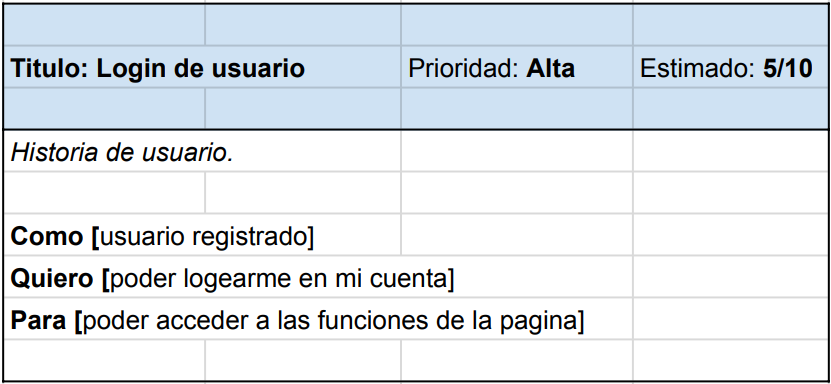 Titulo: Login de usuario Prioridad: Alta Estimado: 5/10
Historia de usuario.
Como [usuario registrado]
Quiero [poder logearme en mi cuenta]
Para [poder acceder a las funciones de la pagina]